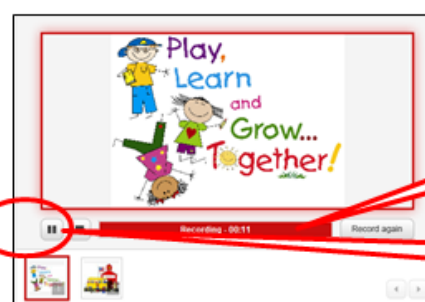 Play,
Learn
and
Grow...
Together!
Recording - 00:11
Record again